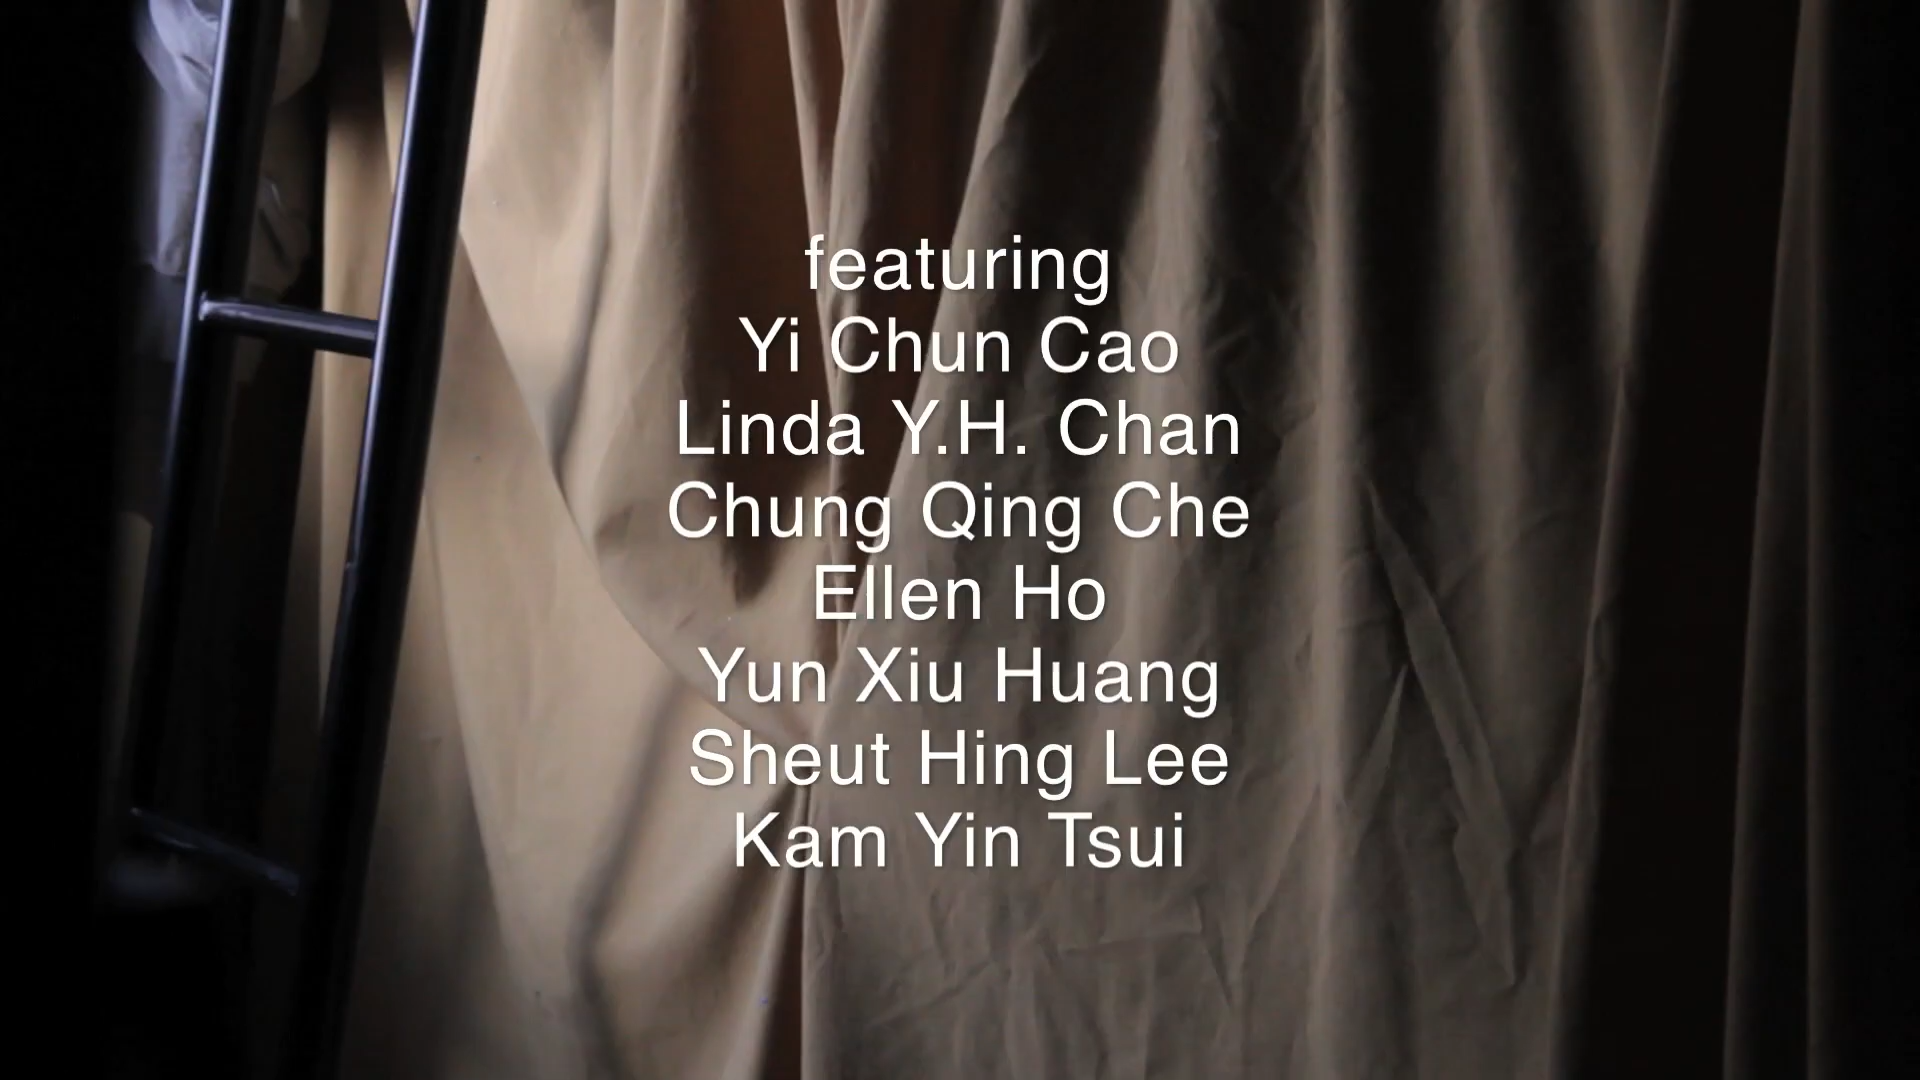 featuring
Yi Chun Cao
Linda Y.H. Chan
Chung Qing Che
Ellen Ho
Yun Xiu Huang
Sheut Hing Lee
Kam Yin Tsui